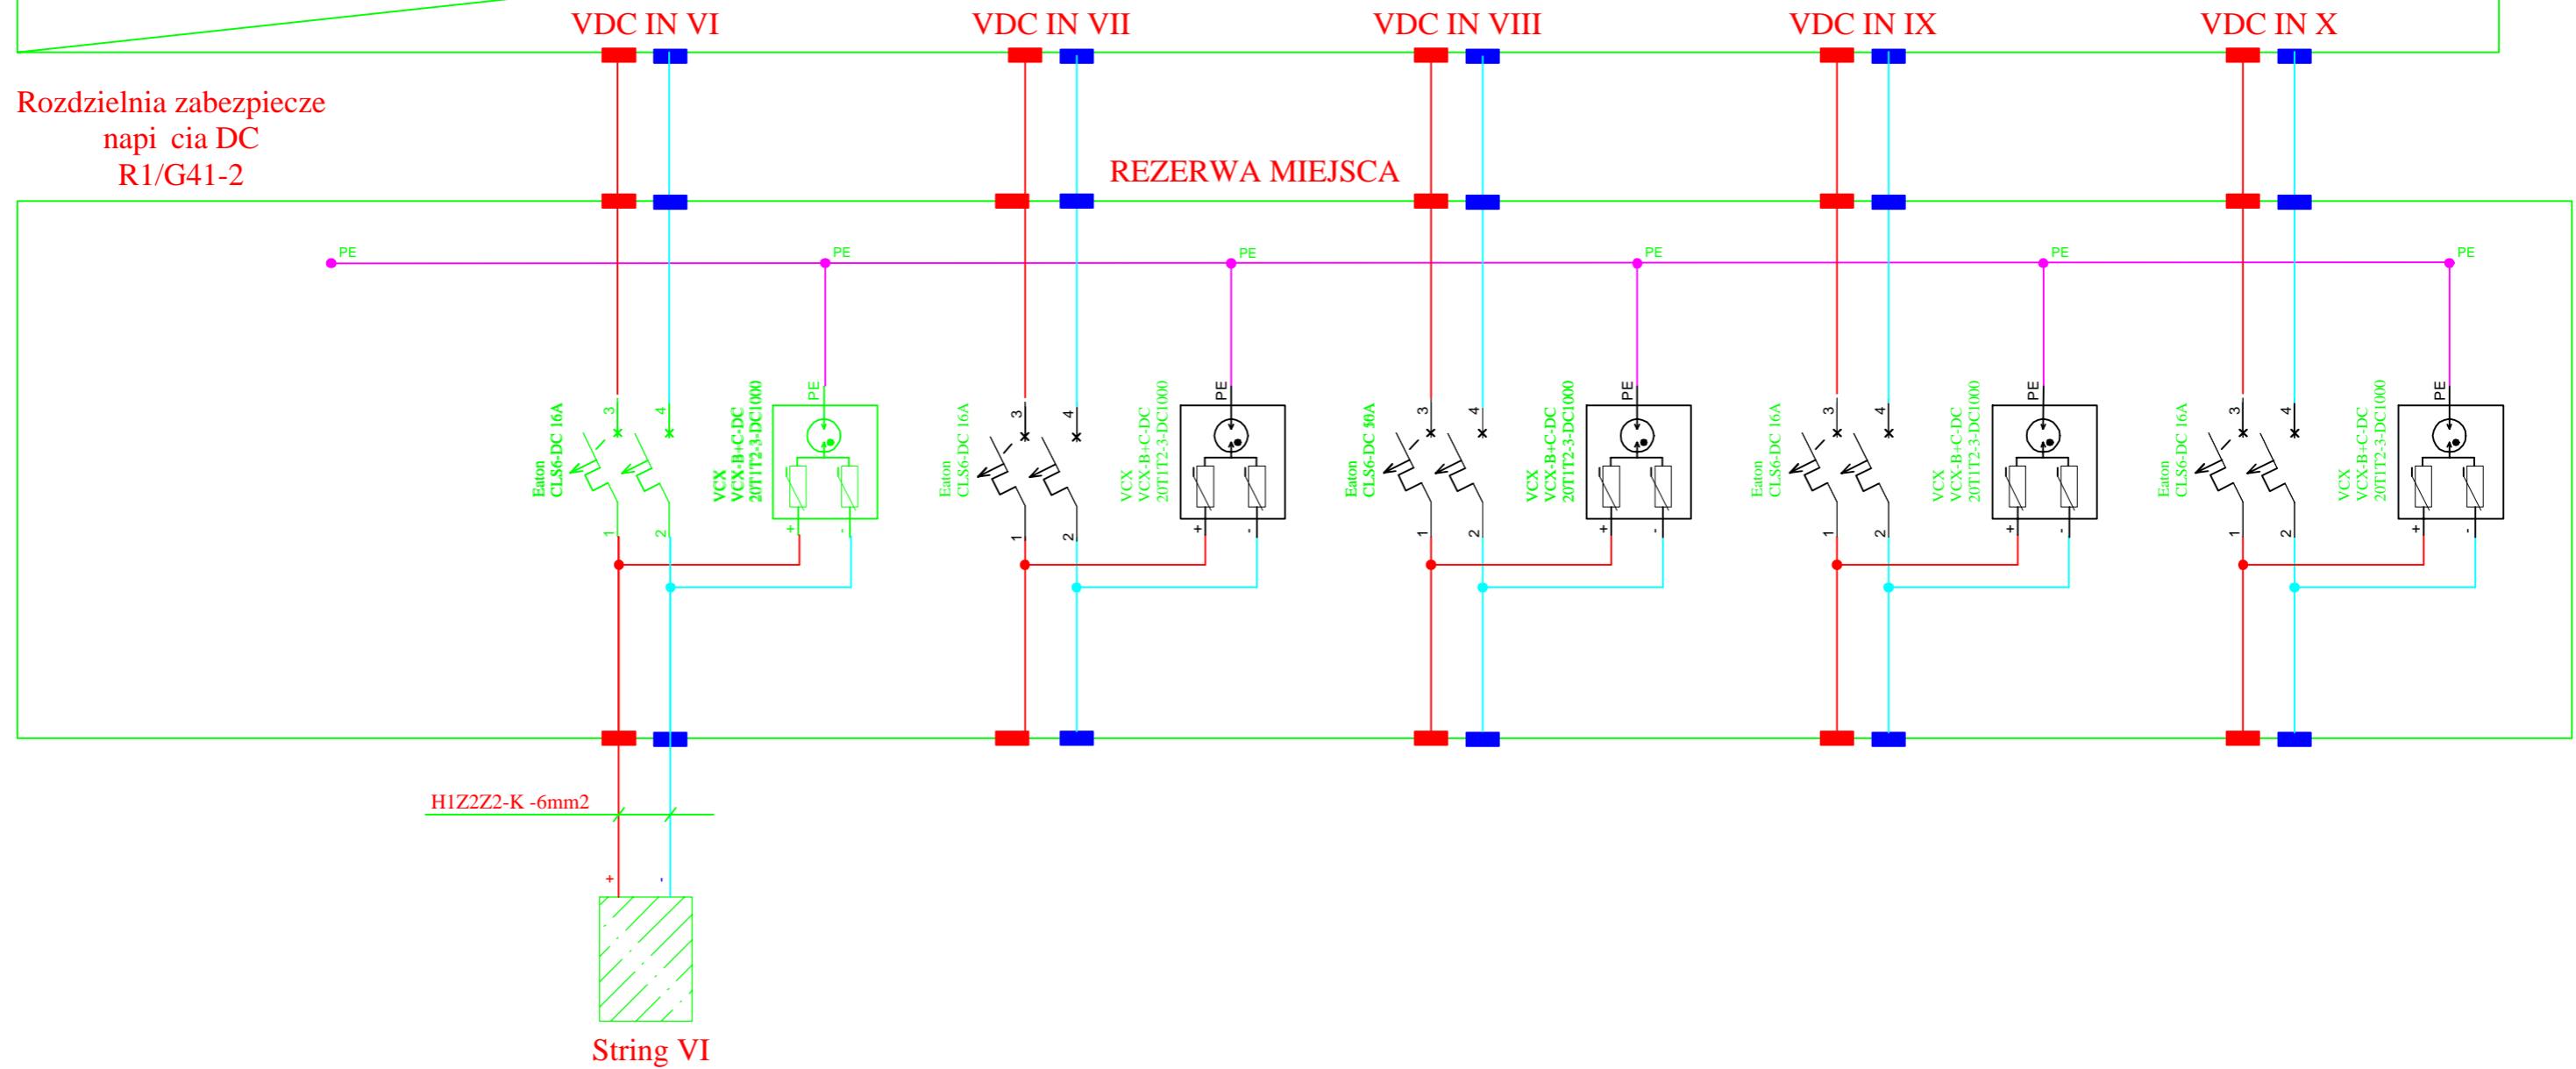 VDC IN VI
VDC IN VII
VDC IN VIII
VDC IN IX
VDC IN X
Rozdzielnia zabezpiecze
napi cia DC
R1/G41-2
REZERWA MIEJSCA
PE
PE
PE
PE
PE
PE
Eaton
CLS6-DC 16A
3
4
1
2
VCX
VCX-B+C-DC
20T1T2-3-DC1000
PE
+
-
Eaton
CLS6-DC 16A
3
4
1
2
VCX
VCX-B+C-DC
20T1T2-3-DC1000
PE
+
-
Eaton
CLS6-DC
3
4
1
2
VCX
VCX-B+C-DC
20T1T2-3-DC1000
PE
+
-
Eaton
CLS6-DC 16A
3
4
1
2
VCX
VCX-B+C-DC
20T1T2-3-DC1000
PE
+
-
Eaton
CLS6-DC 16A
3
4
1
2
VCX
VCX-B+C-DC
20T1T2-3-DC1000
PE
+
-
H1Z2Z2-K -6mm2
+
-
String VI